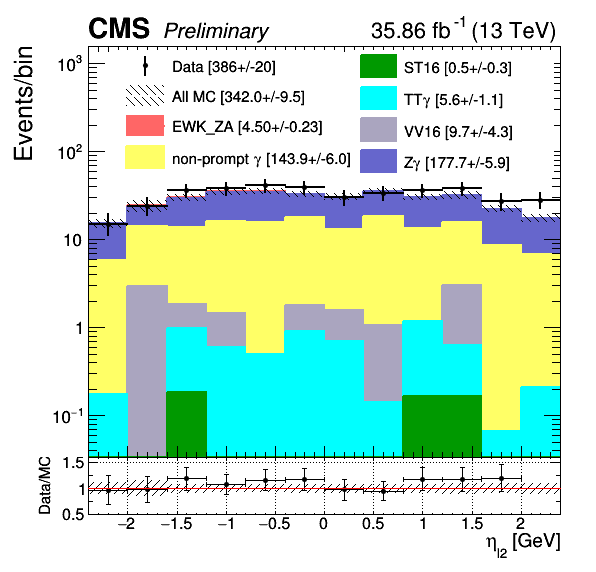 CMS Preliminary 35.86 fb⁻¹ (13 TeV)
Events/bin
10³
10²
10
1
10⁻¹
Data [386+/-20]
All MC [342.0+/-9.5]
EWK_ZA [4.50+/-0.23]
non-prompt γ [143.9+/-6.0]
ST16 [0.5+/-0.3]
TTγ [5.6+/-1.1]
VV16 [9.7+/-4.3]
Zγ [177.7+/-5.9]
Data/MC
1.5
1
0.5
−2 −1.5 −1 −0.5 0 0.5 1 1.5 2
η_l2 [GeV]